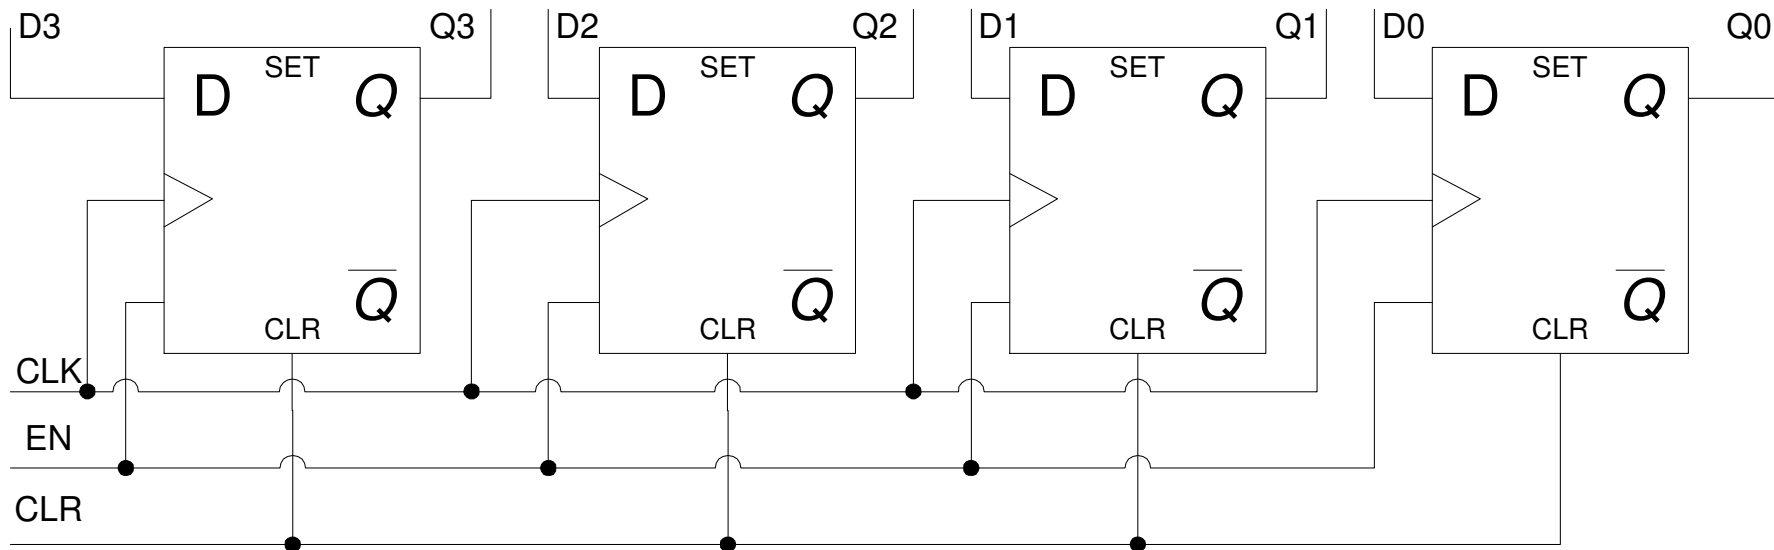 D3 Q3 D2 Q2 D1 Q1 D0 Q0
SET SET SET SET
D Q D Q D Q D Q
Q̅ Q̅ Q̅ Q̅
CLR CLR CLR CLR
CLK
EN
CLR